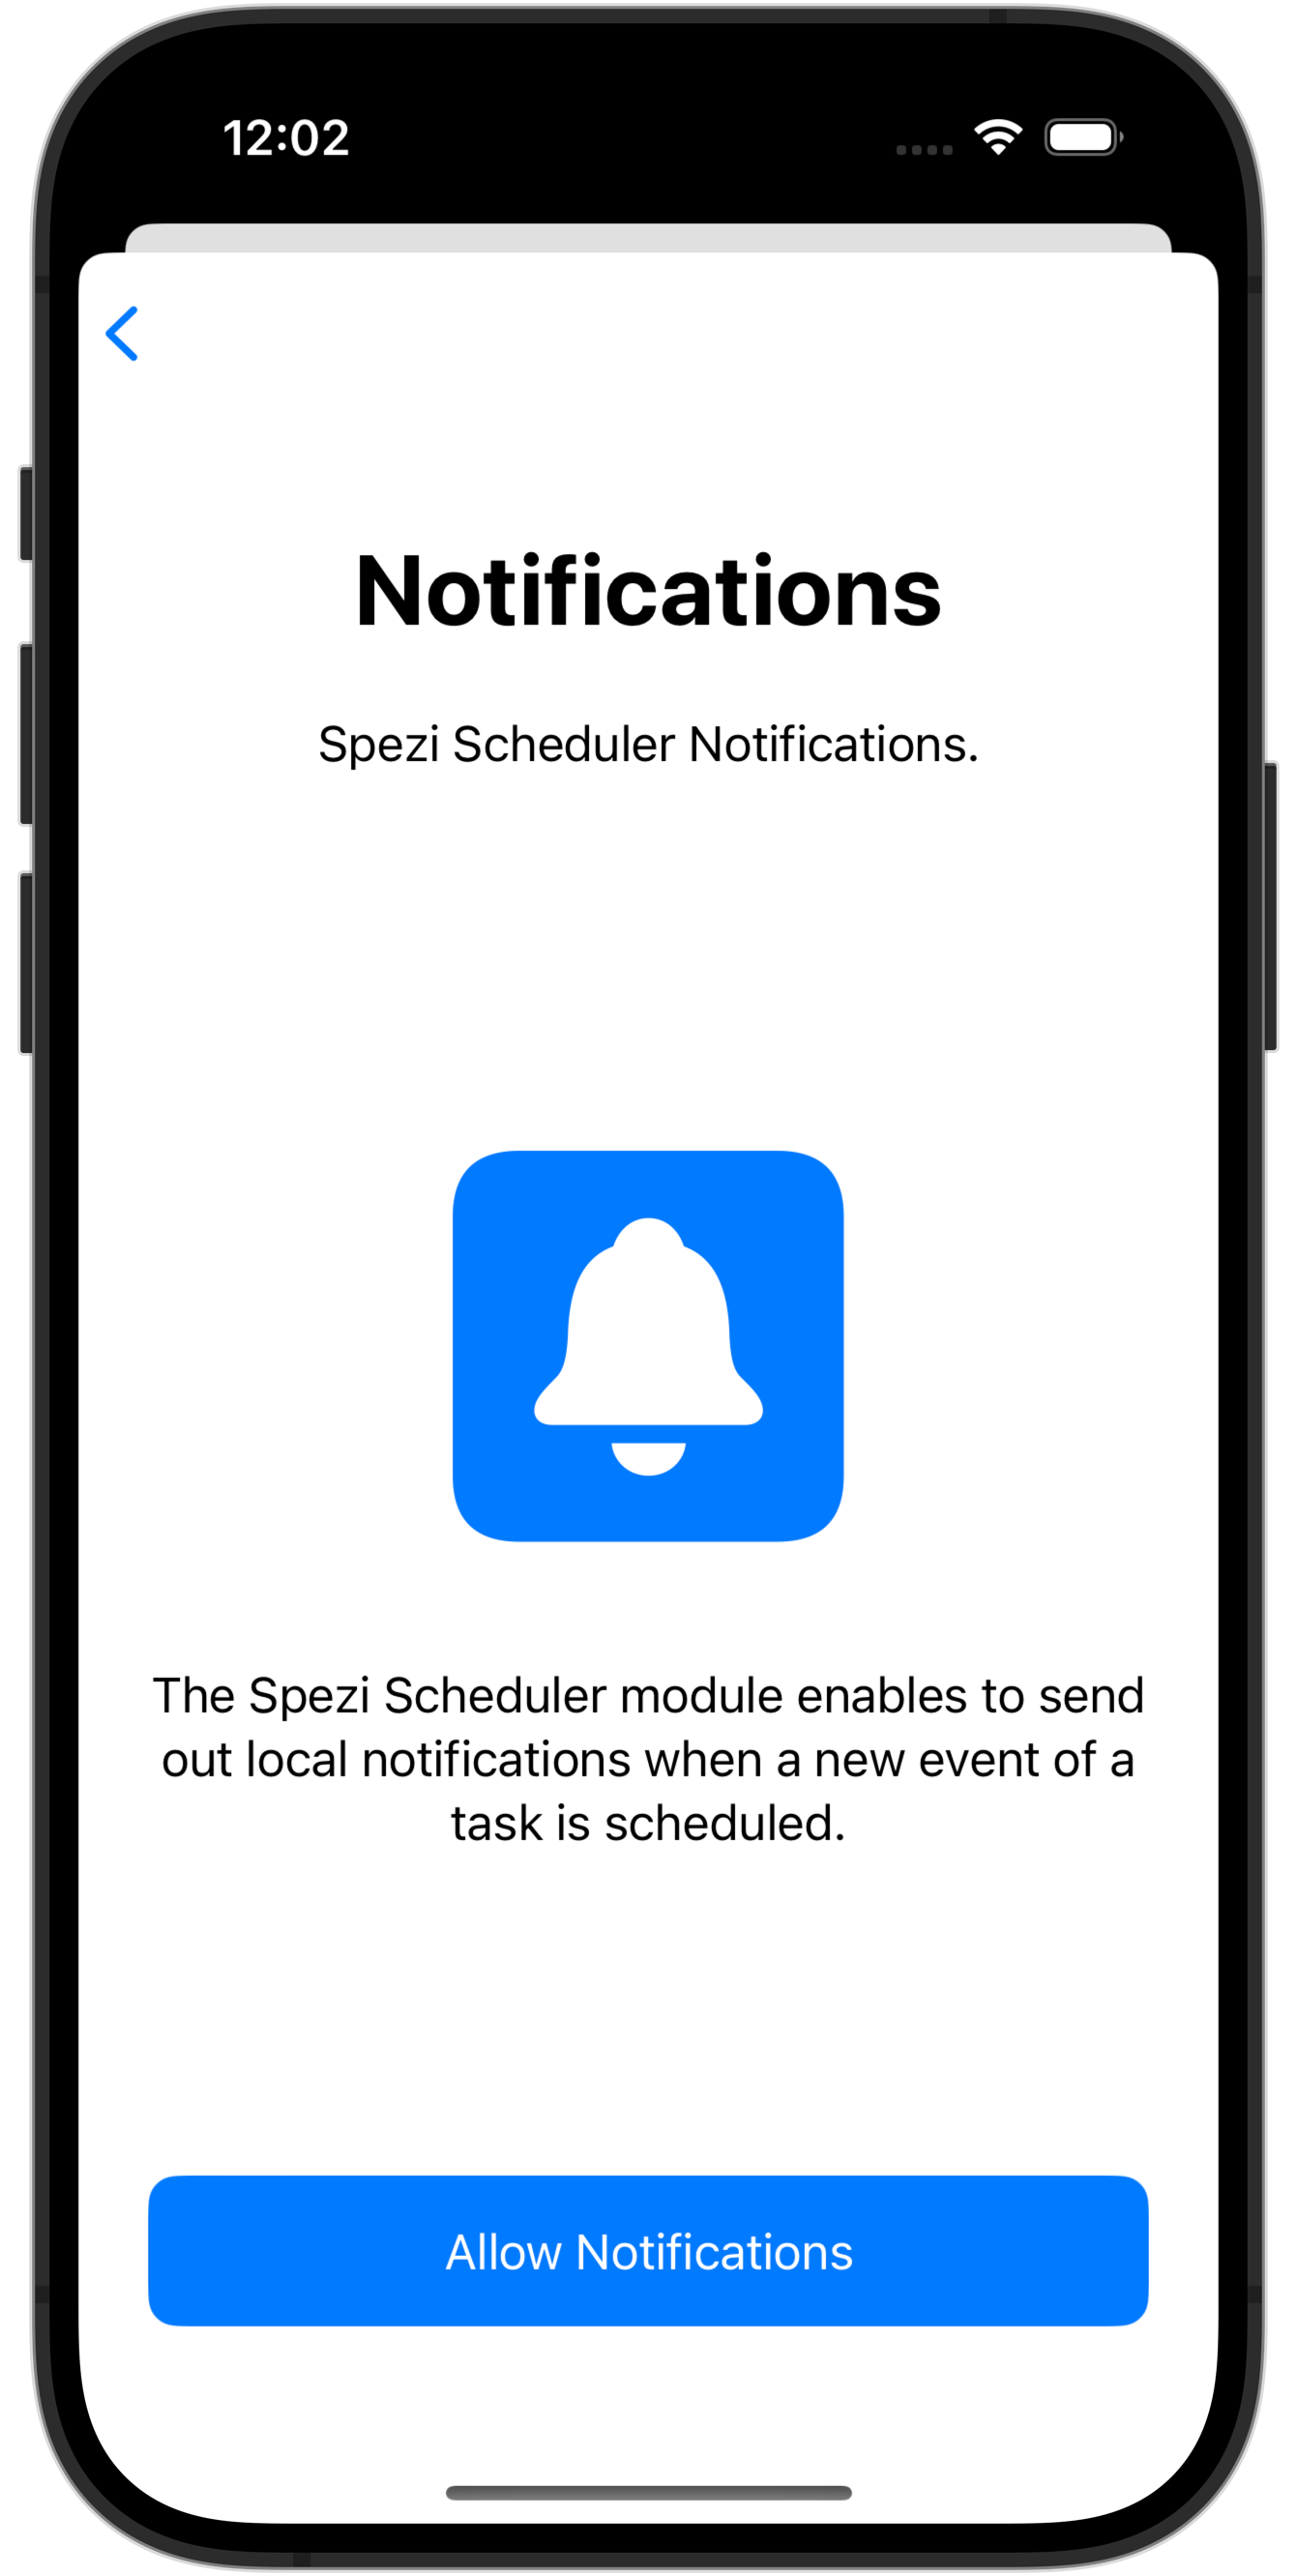 12:02
Notifications
Spezi Scheduler Notifications.
The Spezi Scheduler module enables to send
out local notifications when a new event of a
task is scheduled.
Allow Notifications